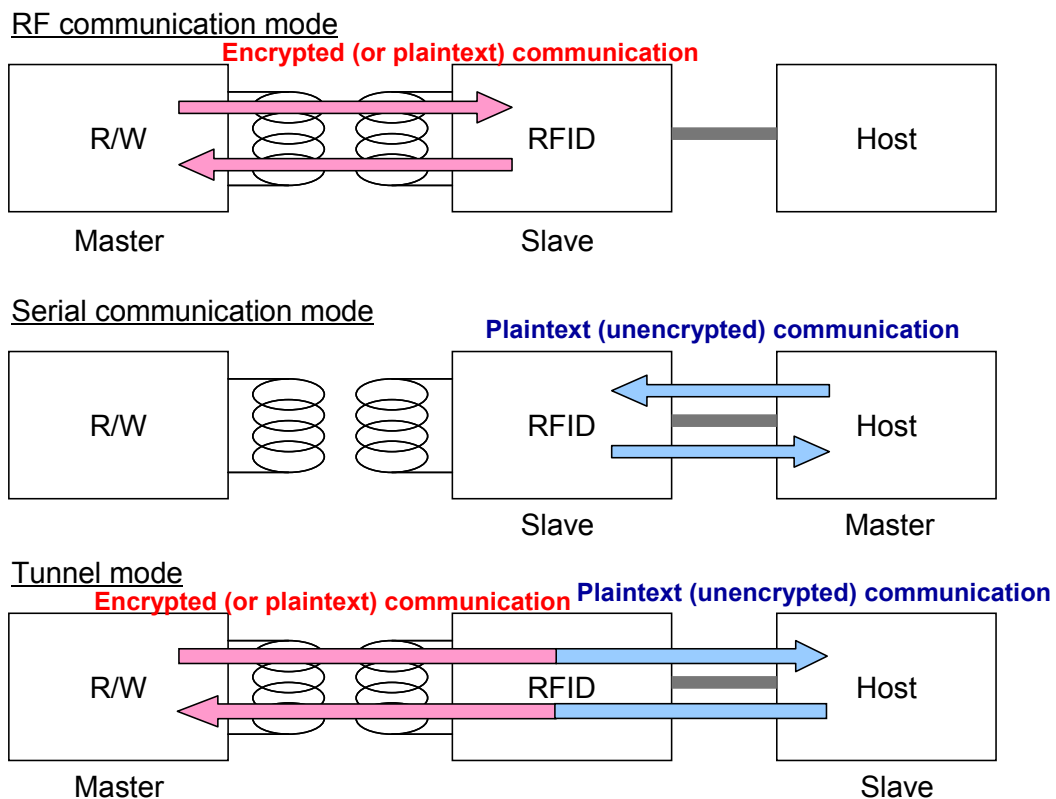 RF communication mode
Encrypted (or plaintext) communication
R/W
RFID
Host
Master
Slave
Serial communication mode
Plaintext (unencrypted) communication
R/W
RFID
Host
Slave
Master
Tunnel mode
Encrypted (or plaintext) communication
Plaintext (unencrypted) communication
R/W
RFID
Host
Master
Slave